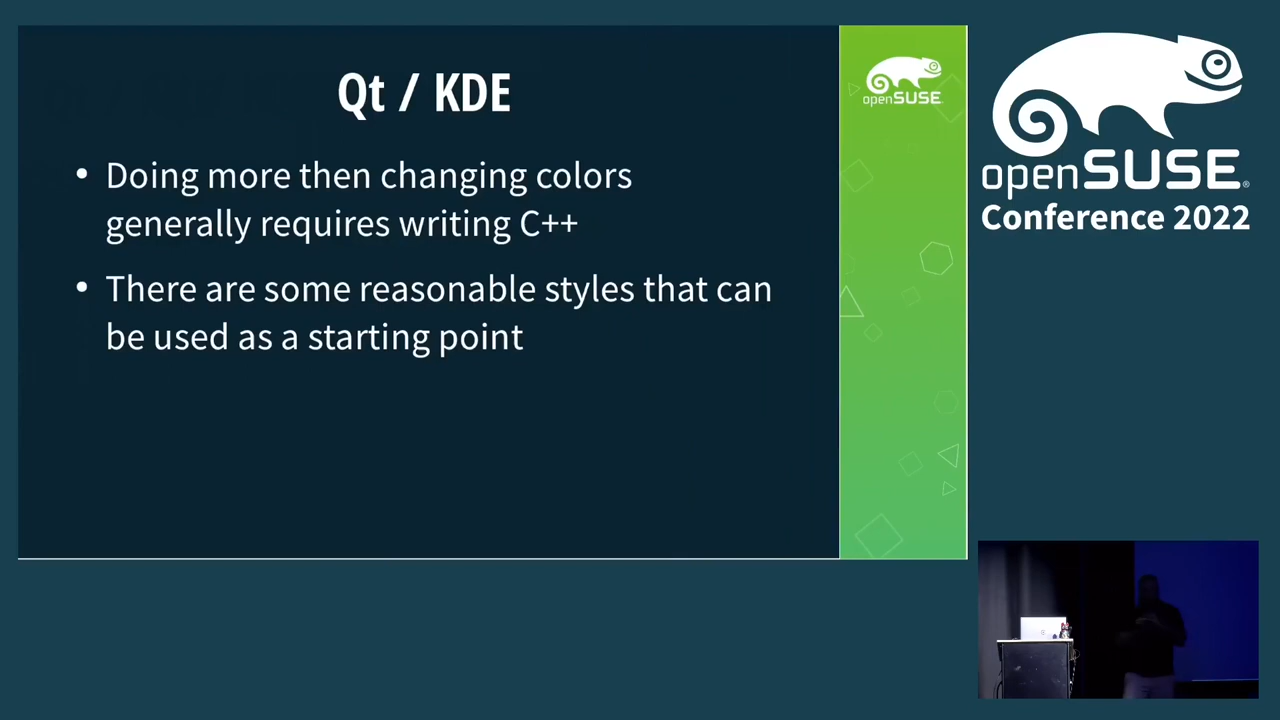 Qt / KDE
• Doing more then changing colors
generally requires writing C++
• There are some reasonable styles that can
be used as a starting point
openSUSE
openSUSE®
Conference 2022